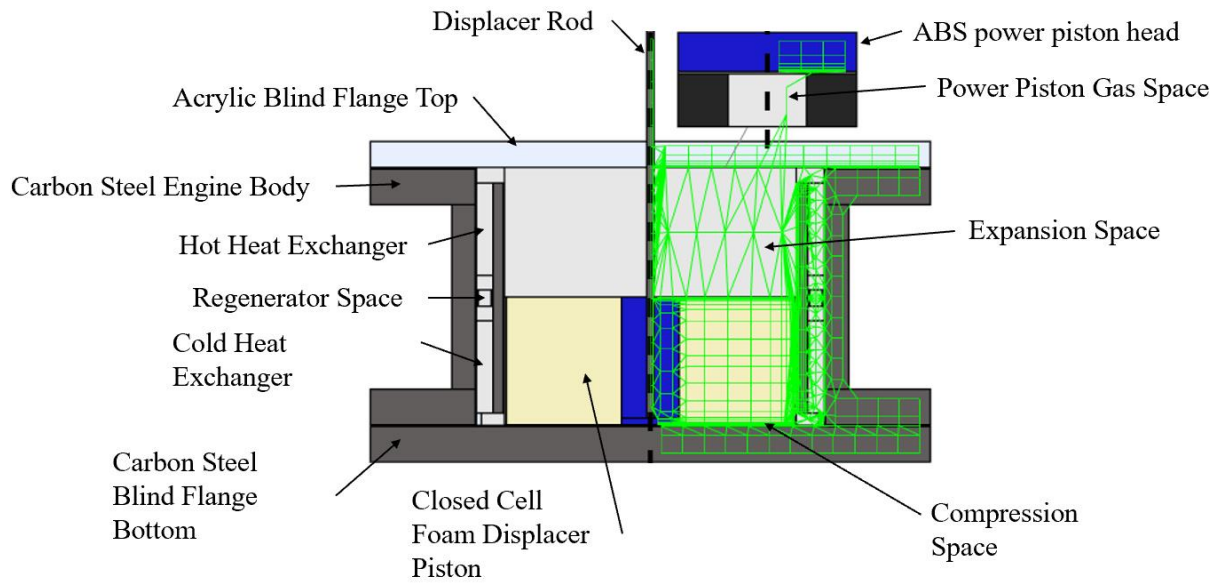 Displacer Rod
ABS power piston head
Acrylic Blind Flange Top
Power Piston Gas Space
Carbon Steel Engine Body
Hot Heat Exchanger
Expansion Space
Regenerator Space
Cold Heat
Exchanger
Carbon Steel
Blind Flange
Bottom
Closed Cell
Foam Displacer
Piston
Compression
Space